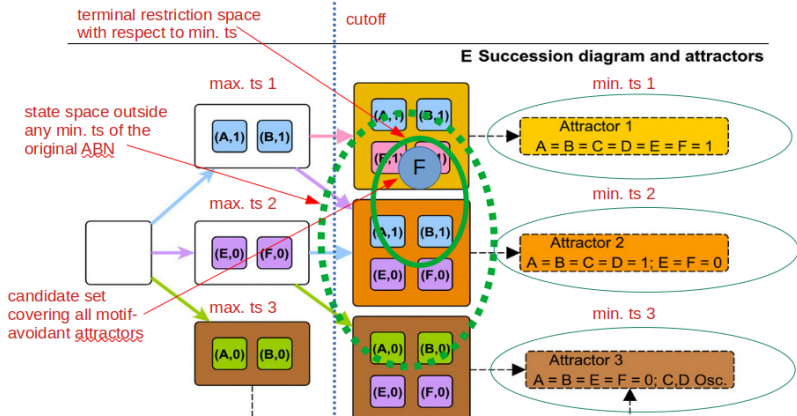 terminal restriction space
with respect to min. ts
cutoff
E Succession diagram and attractors
max. ts 1
min. ts 1
state space outside
any min. ts of the
original ABN
(A,1) (B,1)
(A,1) (B,1)
(E,1) (F,1)
F
Attractor 1
A = B = C = D = E = F = 1
max. ts 2
min. ts 2
(E,0) (F,0)
(A,1) (B,1)
(E,0) (F,0)
Attractor 2
A = B = C = D = 1; E = F = 0
candidate set
covering all motif-
avoidant attractors
max. ts 3
min. ts 3
(A,0) (B,0)
(A,0) (B,0)
(E,0) (F,0)
Attractor 3
A = B = E = F = 0; C,D Osc.